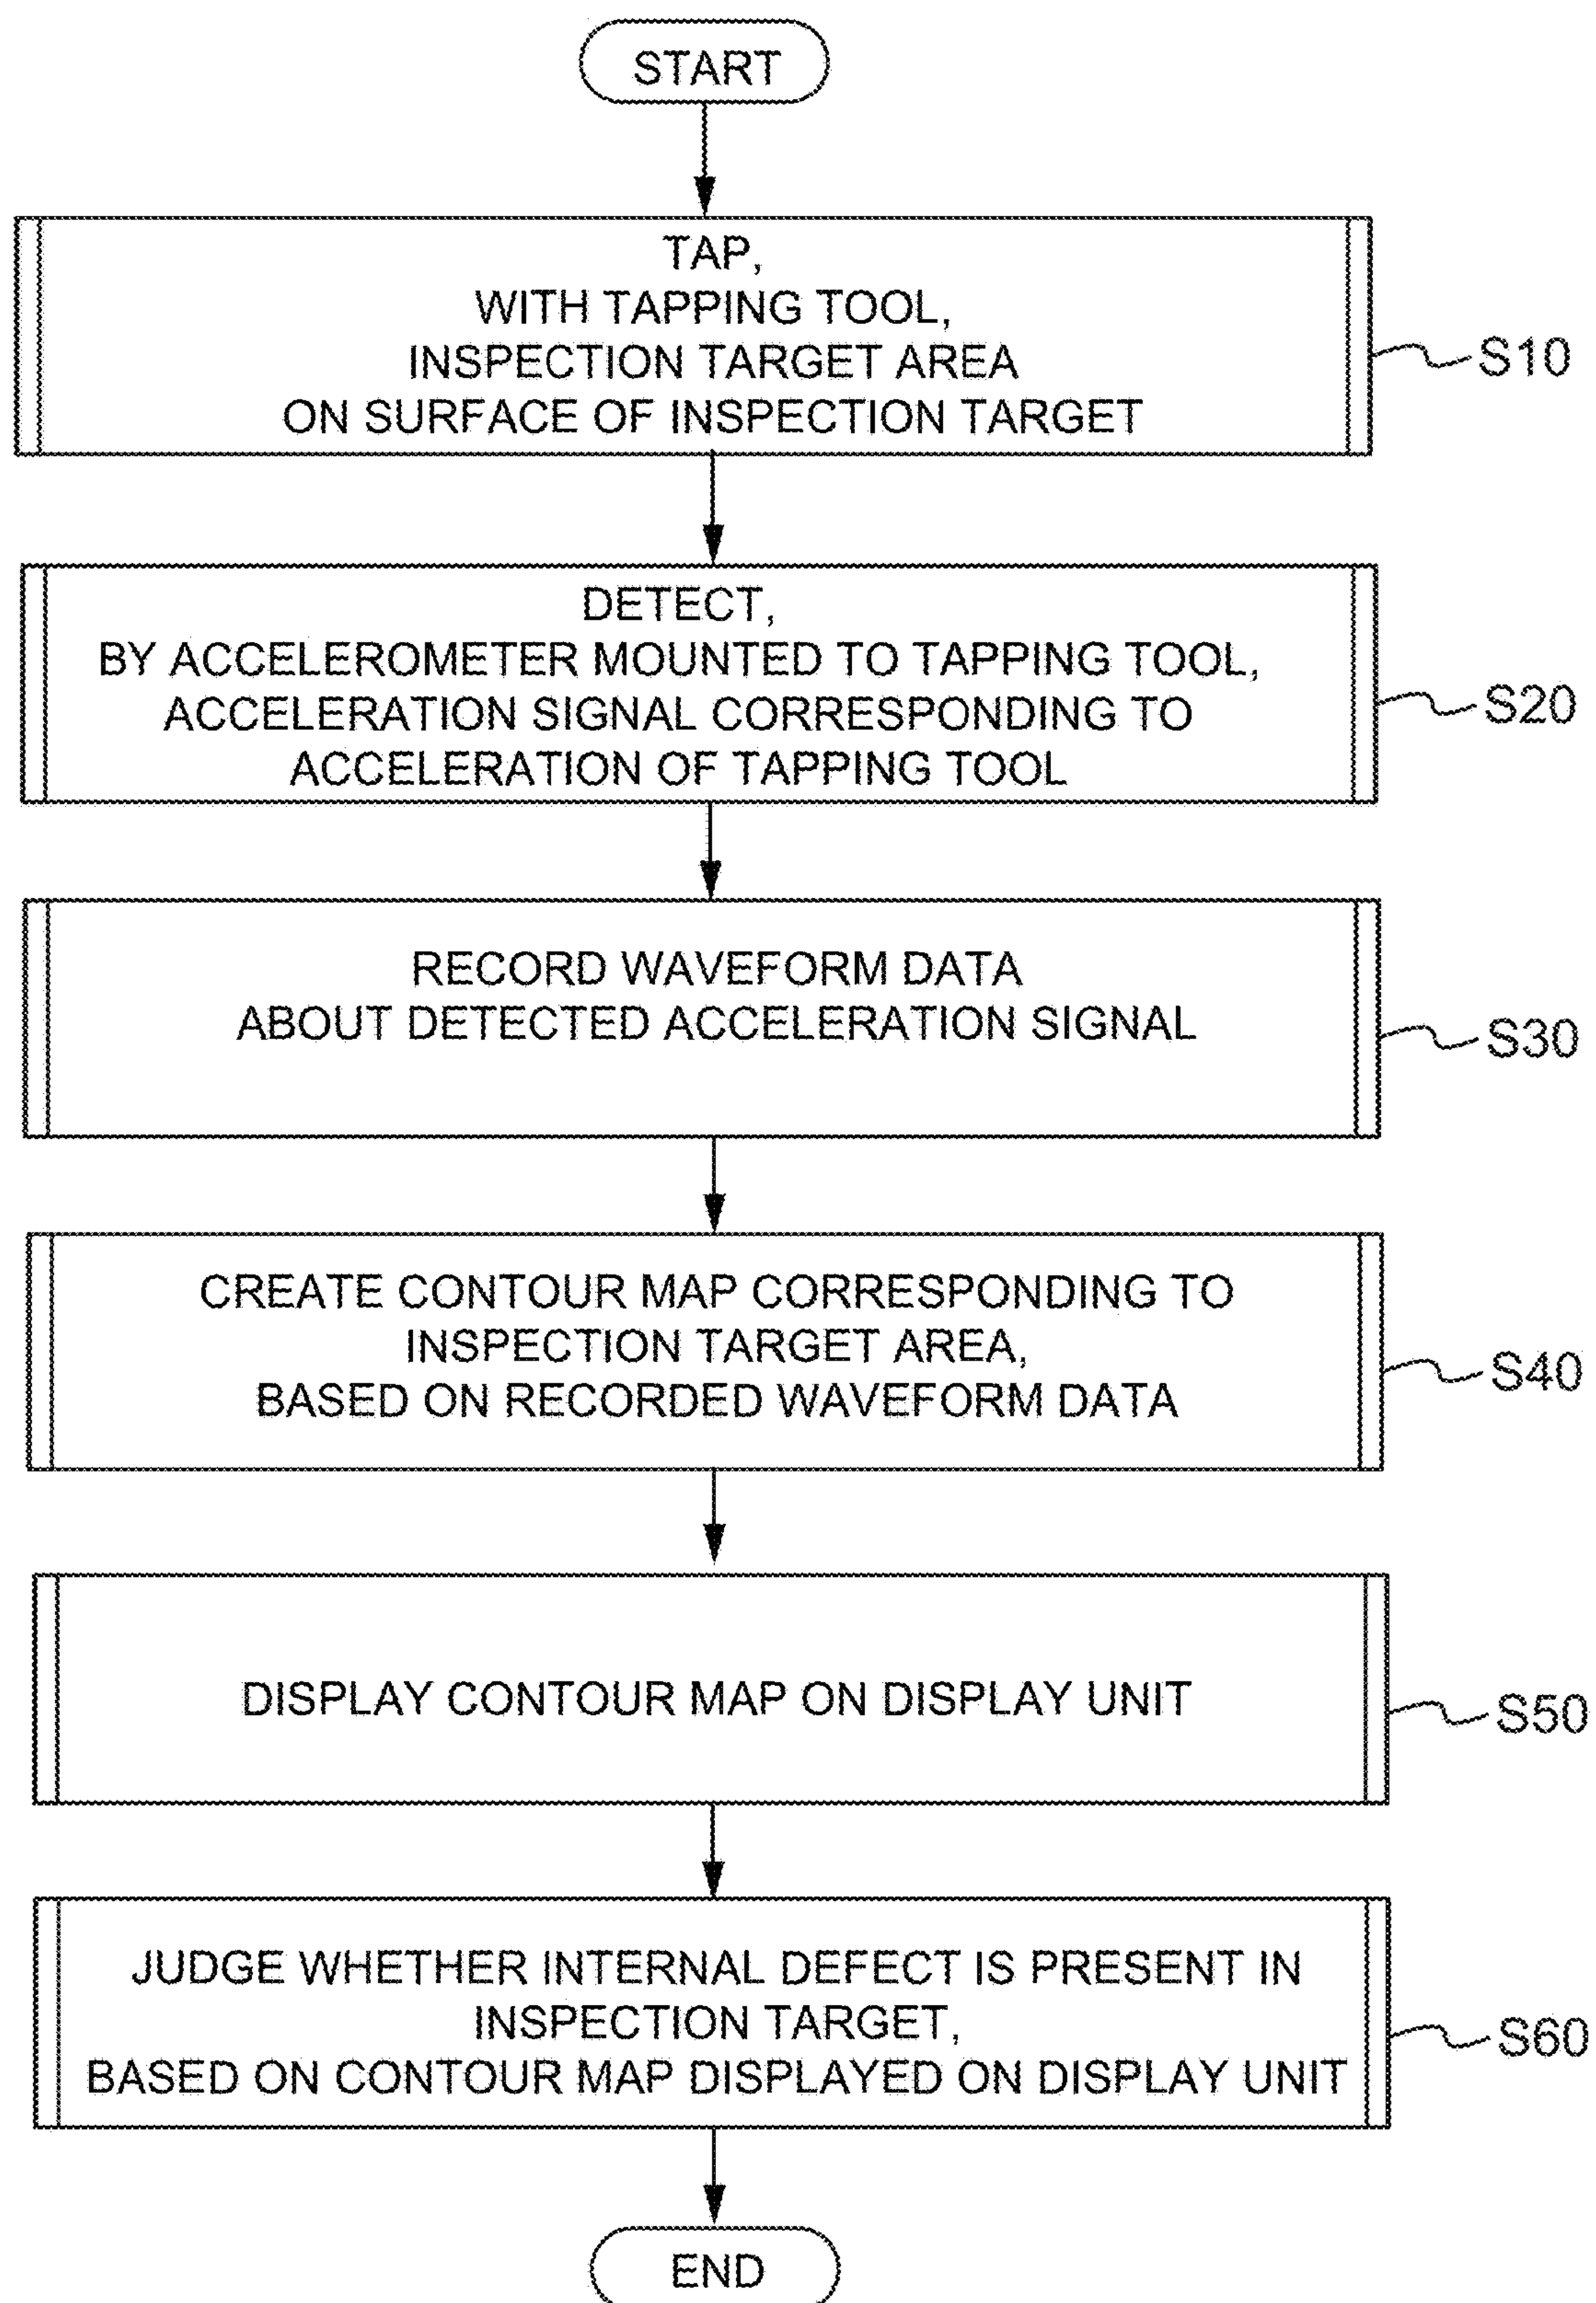 START
TAP,
WITH TAPPING TOOL,
INSPECTION TARGET AREA
ON SURFACE OF INSPECTION TARGET
S10
DETECT,
BY ACCELEROMETER MOUNTED TO TAPPING TOOL,
ACCELERATION SIGNAL CORRESPONDING TO
ACCELERATION OF TAPPING TOOL
S20
RECORD WAVEFORM DATA
ABOUT DETECTED ACCELERATION SIGNAL
S30
CREATE CONTOUR MAP CORRESPONDING TO
INSPECTION TARGET AREA,
BASED ON RECORDED WAVEFORM DATA
S40
DISPLAY CONTOUR MAP ON DISPLAY UNIT
S50
JUDGE WHETHER INTERNAL DEFECT IS PRESENT IN
INSPECTION TARGET,
BASED ON CONTOUR MAP DISPLAYED ON DISPLAY UNIT
S60
END